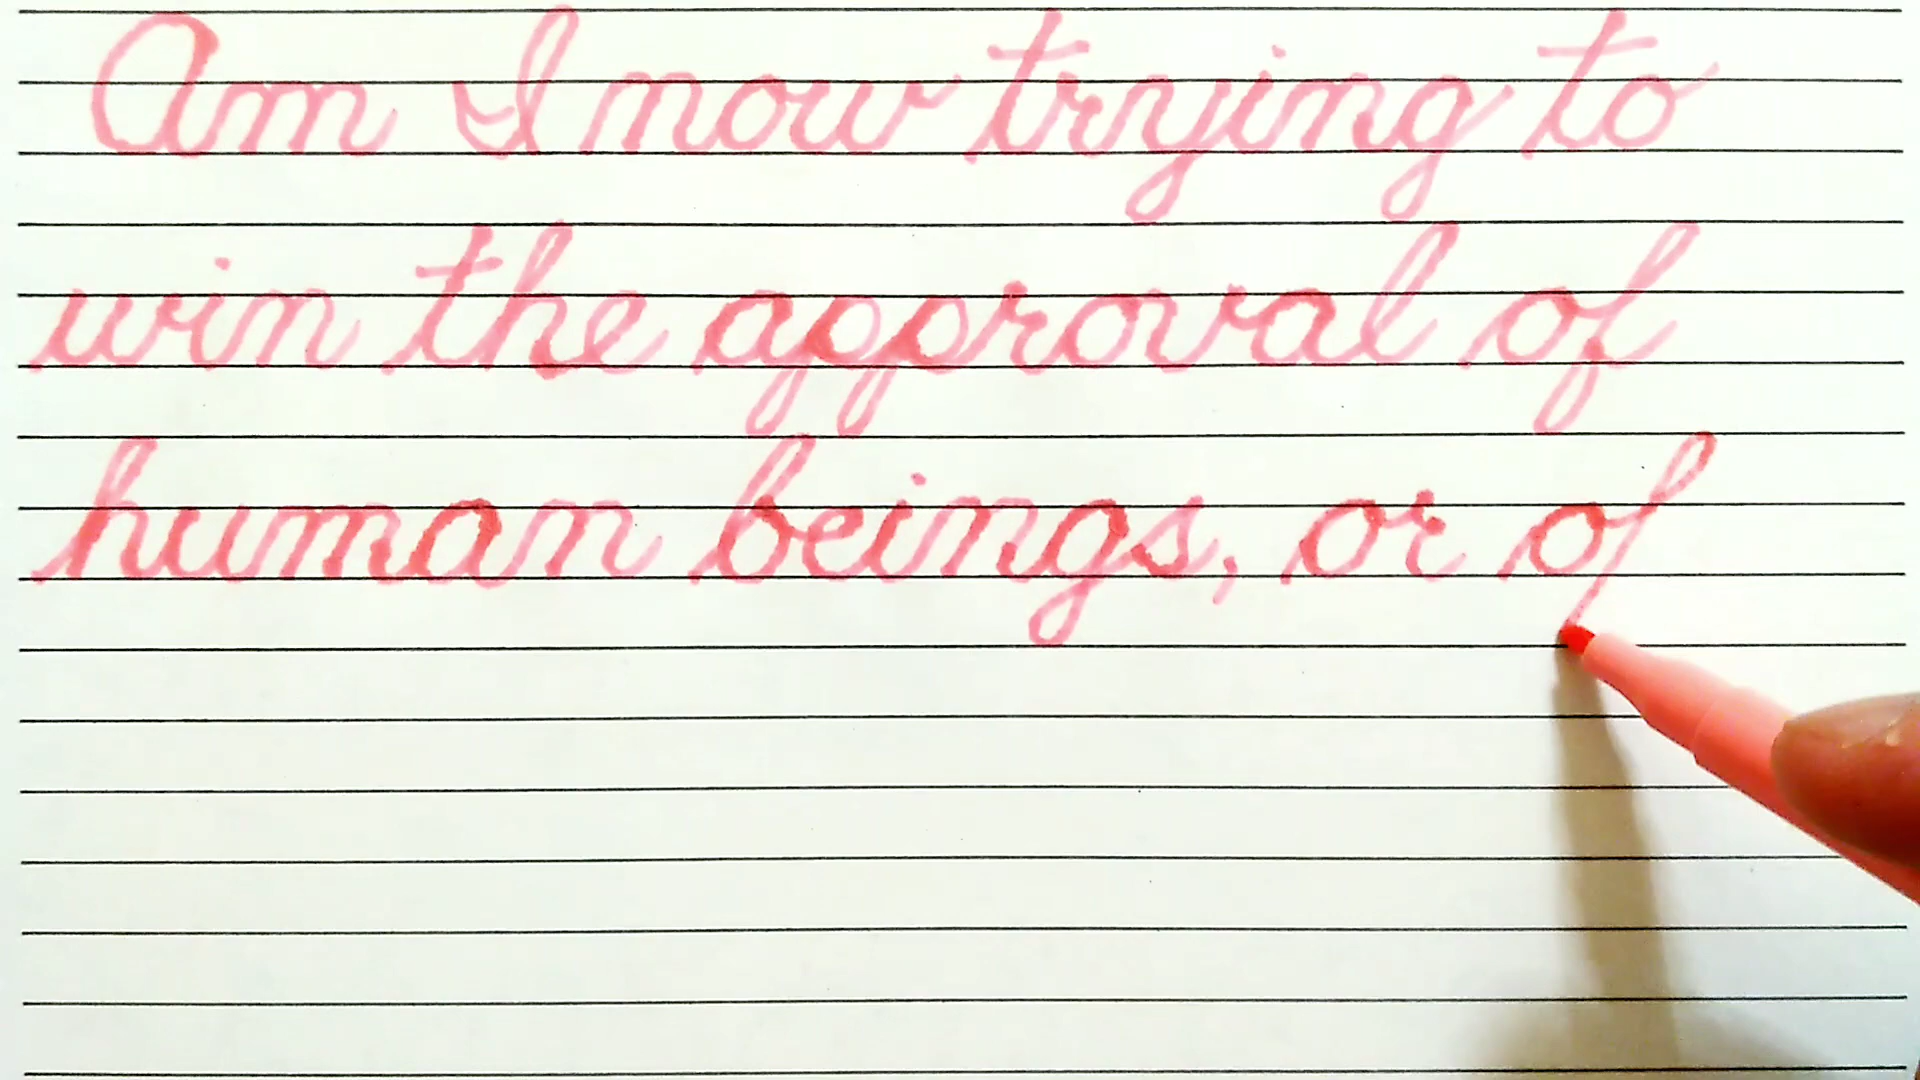 Am I now trying to
win the approval of
human beings, or of